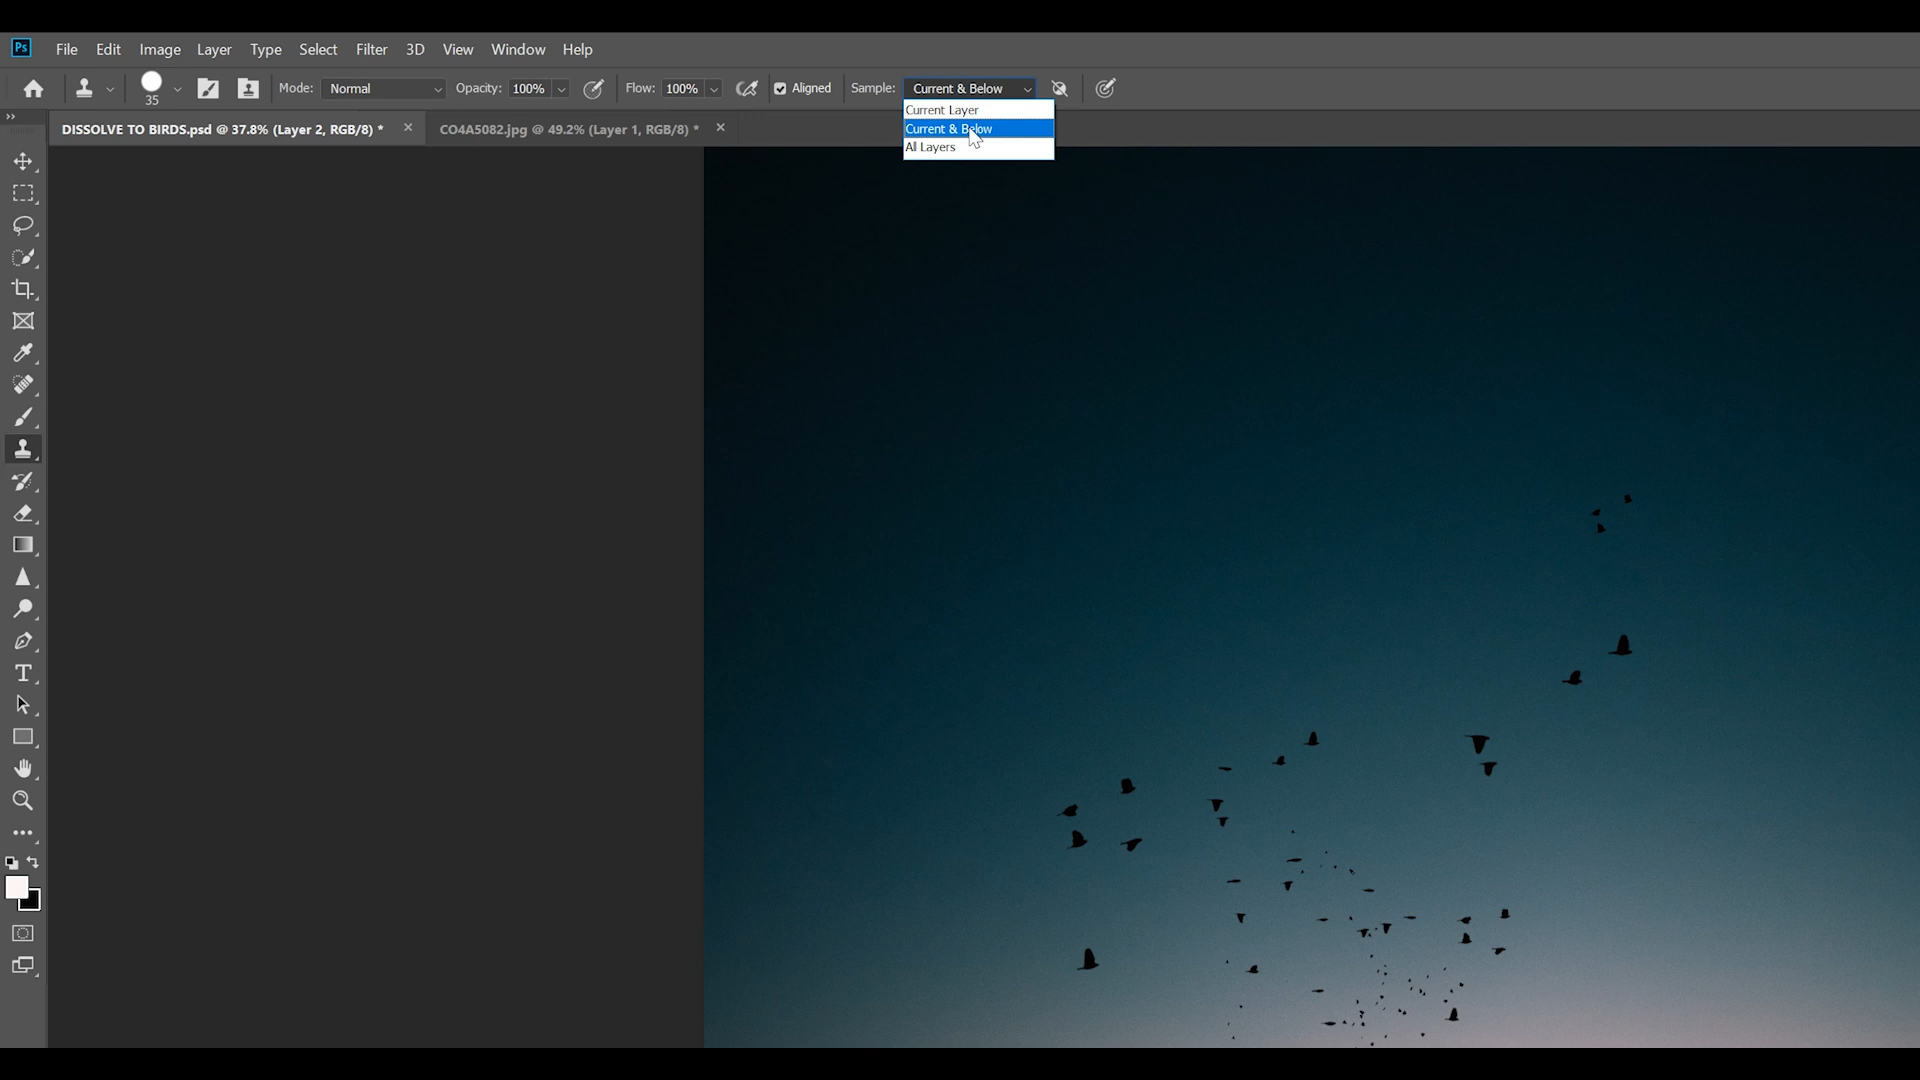 Ps File Edit Image Layer Type Select Filter 3D View Window Help
35 Mode: Normal Opacity: 100% Flow: 100% Aligned Sample: Current & Below
Current Layer
Current & Below
All Layers
DISSOLVE TO BIRDS.psd @ 37.8% (Layer 2, RGB/8) * CO4A5082.jpg @ 49.2% (Layer 1, RGB/8) *